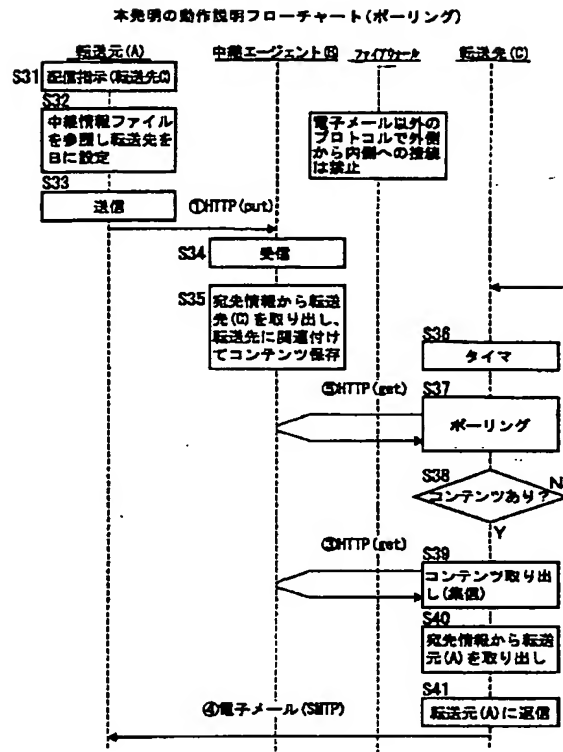 本発明の動作説明フローチャート(ポーリング)
転送元(A)
中継エージェント(B)
ファイアウォール
転送先(C)
S31
配信指示(転送先C)
S32
中継情報ファイル
を参照し転送先を
Bに設定
電子メール以外の
プロトコルで外側
から内側への接続
は禁止
S33
送信
①HTTP(put)
S34
受信
S35
宛先情報から転送
先(C)を取り出し、
転送先に関連付け
てコンテンツ保存
S36
タイマ
S37
⑤HTTP(get)
ポーリング
S38
コンテンツあり?
N
Y
③HTTP(get)
S39
コンテンツ取り出
し(集信)
S40
宛先情報から転送
元(A)を取り出し
S41
④電子メール(SMTP)
転送元(A)に返信